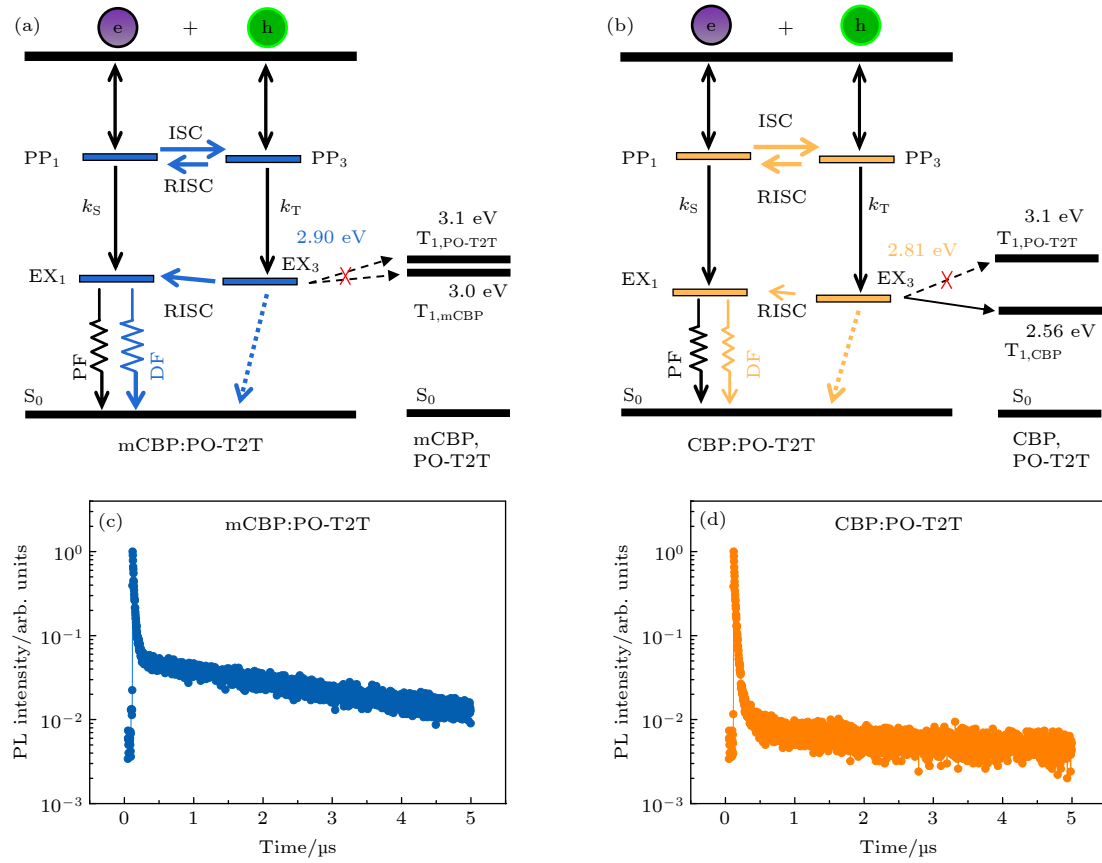 (a)
e + h
ISC
PP₁
PP₃
RISC
kS
kT
2.90 eV
3.1 eV
T₁,PO-T2T
EX₁
EX₃
RISC
3.0 eV
T₁,mCBP
PF
DF
S₀
S₀
mCBP:PO-T2T
mCBP,
PO-T2T
(b)
e + h
ISC
PP₁
PP₃
RISC
kS
kT
2.81 eV
3.1 eV
T₁,PO-T2T
EX₁
EX₃
RISC
2.56 eV
T₁,CBP
PF
DF
S₀
S₀
CBP:PO-T2T
CBP,
PO-T2T
(c)
mCBP:PO-T2T
PL intensity/arb. units
10⁰
10⁻¹
10⁻²
10⁻³
0 1 2 3 4 5
Time/µs
(d)
CBP:PO-T2T
PL intensity/arb. units
10⁰
10⁻¹
10⁻²
10⁻³
0 1 2 3 4 5
Time/µs